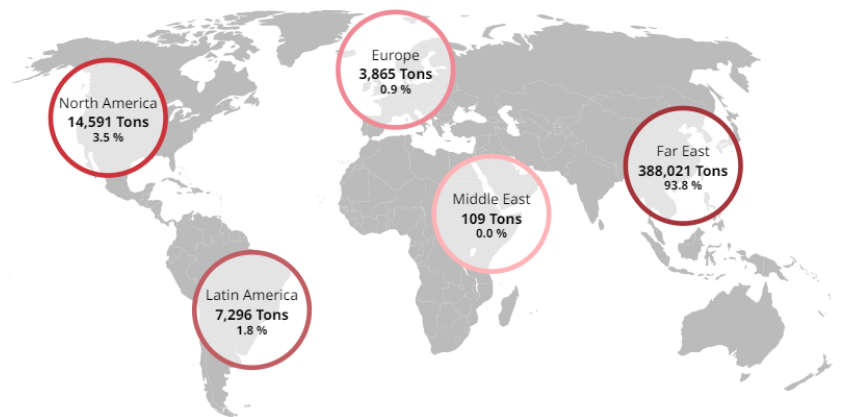 Europe
3,865 Tons
0.9 %
North America
14,591 Tons
3.5 %
Far East
388,021 Tons
93.8 %
Middle East
109 Tons
0.0 %
Latin America
7,296 Tons
1.8 %